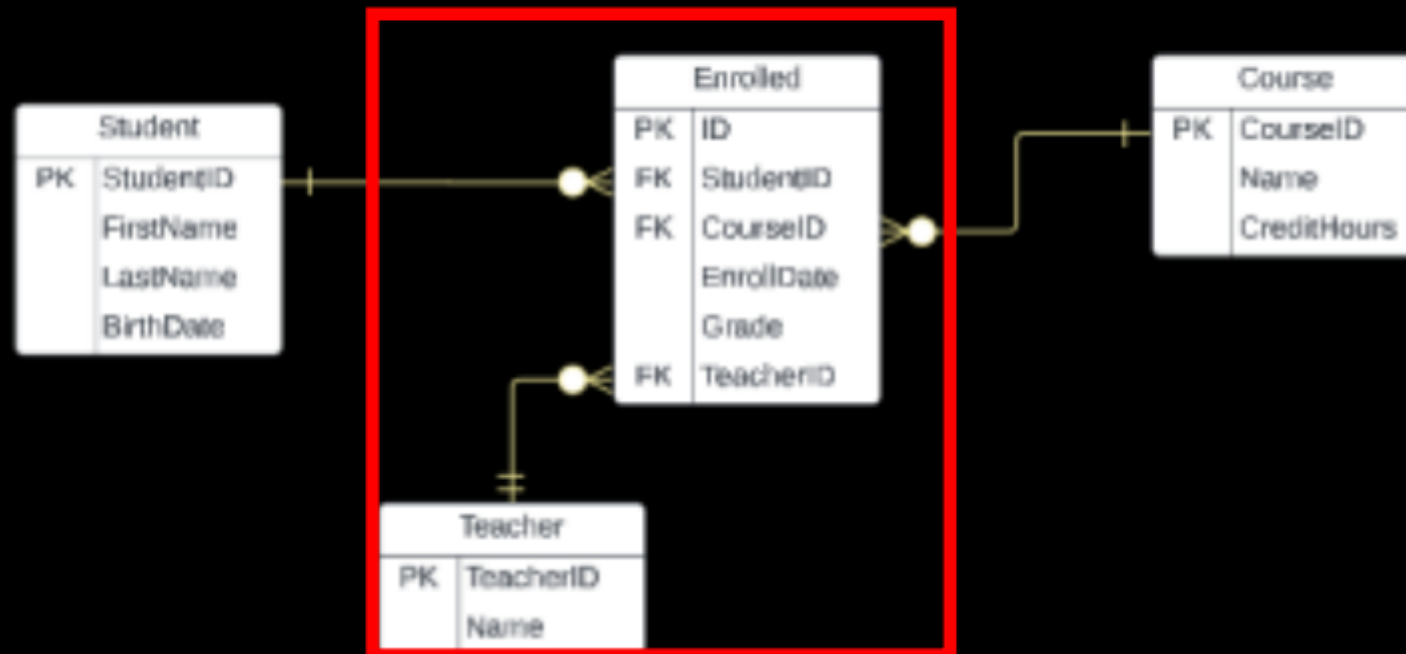 Student
PK StudentID
FirstName
LastName
BirthDate
Enrolled
PK ID
FK StudentID
FK CourseID
EnrollDate
Grade
FK TeacherID
Course
PK CourseID
Name
CreditHours
Teacher
PK TeacherID
Name